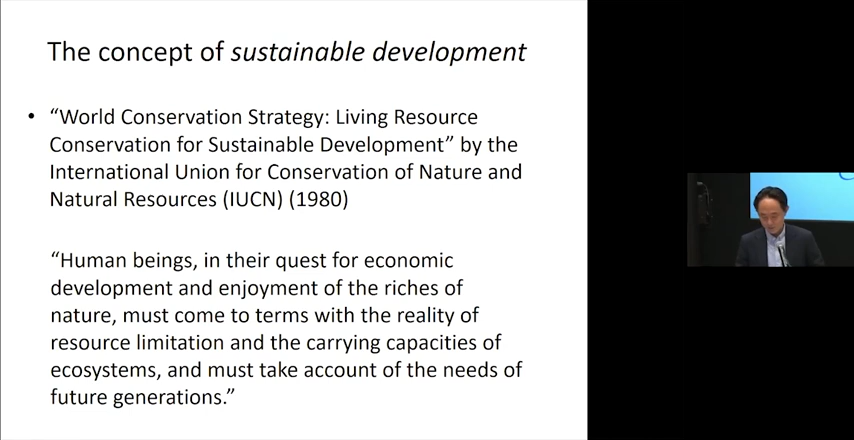 The concept of sustainable development
• “World Conservation Strategy: Living Resource
Conservation for Sustainable Development” by the
International Union for Conservation of Nature and
Natural Resources (IUCN) (1980)
“Human beings, in their quest for economic
development and enjoyment of the riches of
nature, must come to terms with the reality of
resource limitation and the carrying capacities of
ecosystems, and must take account of the needs of
future generations.”